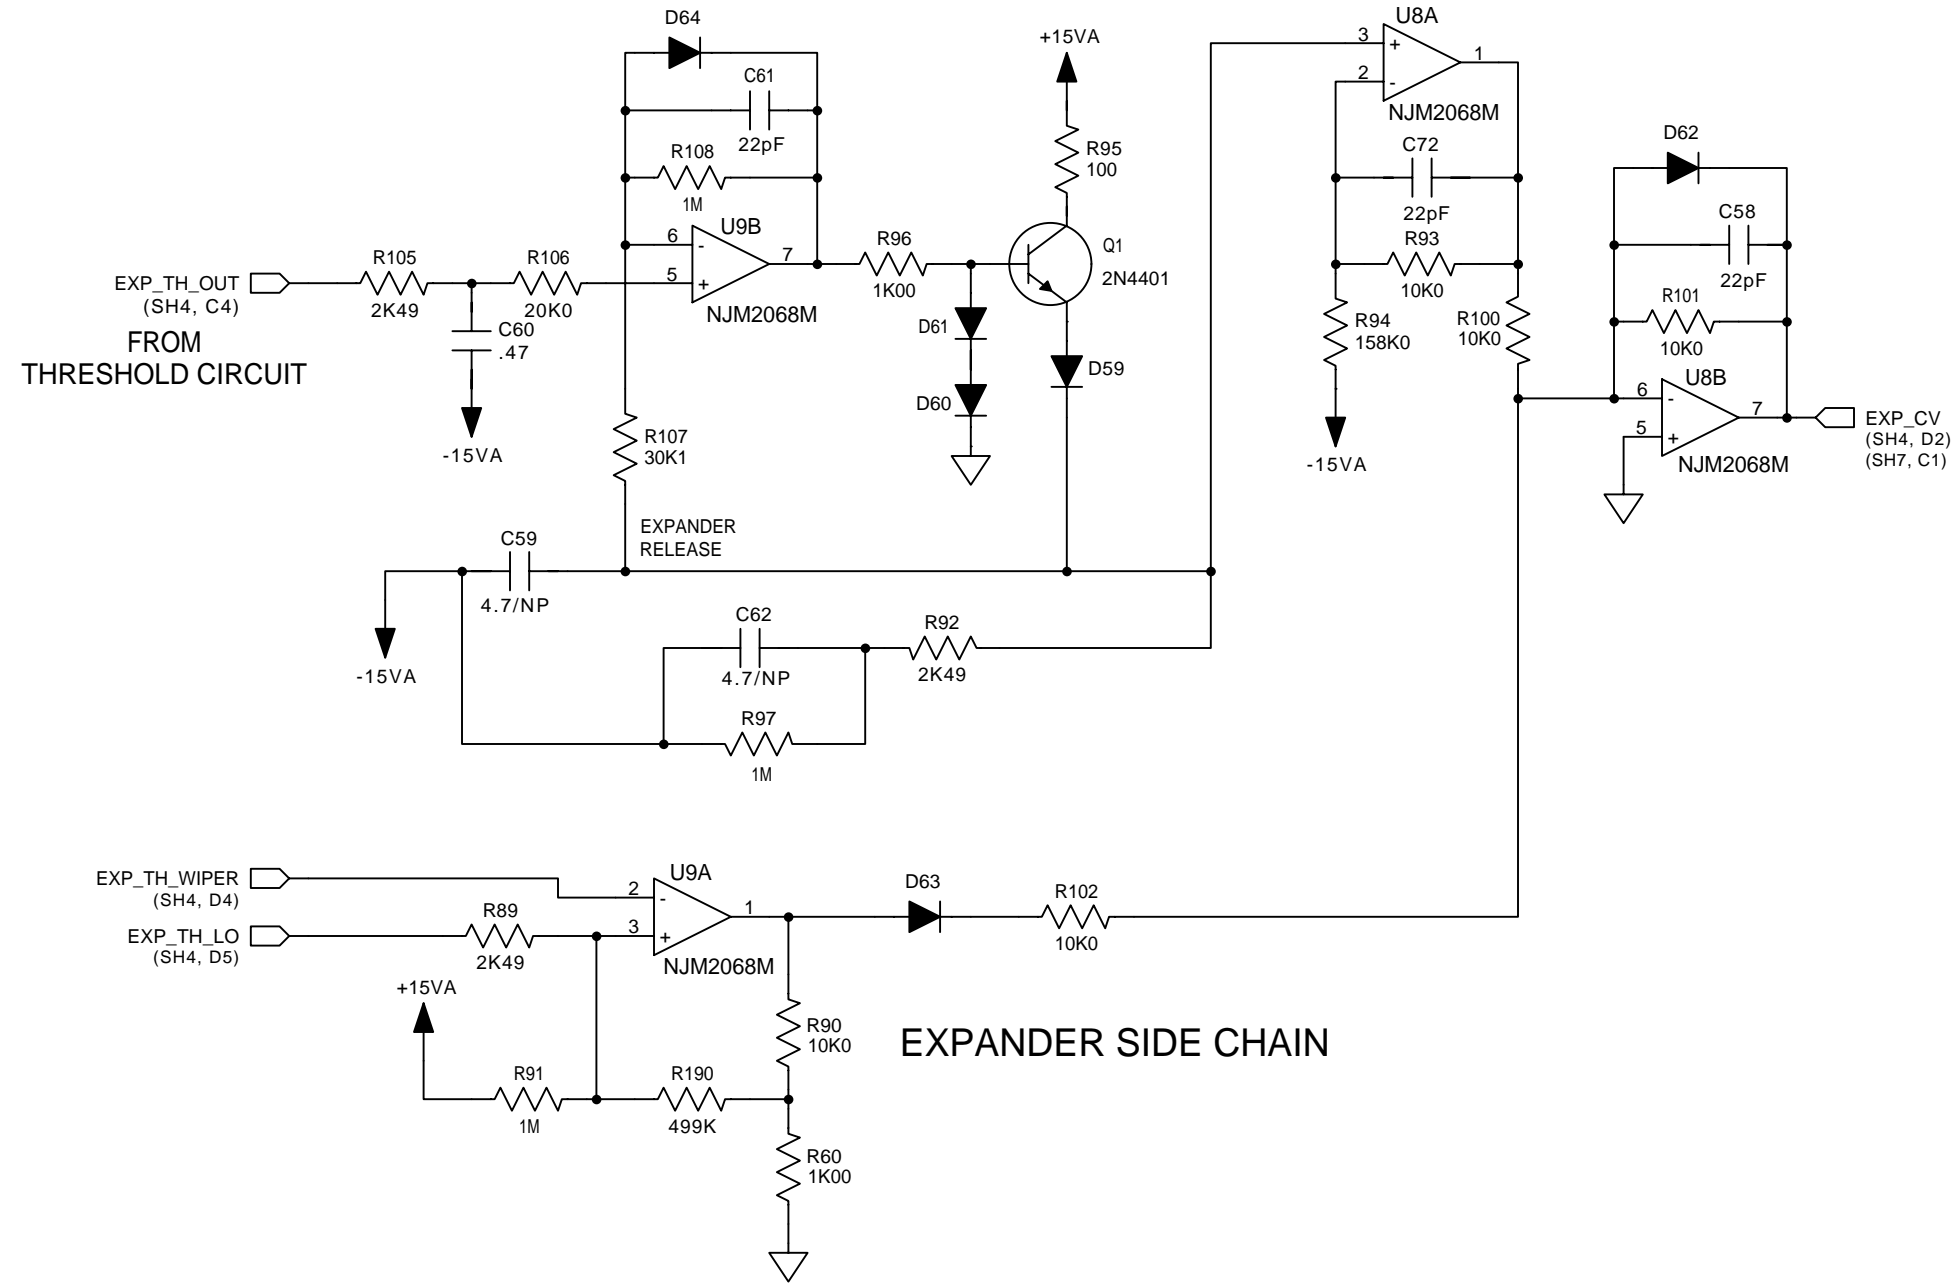 D64
C61
22pF
R108
1M
U9B
6
-
5
+
7
NJM2068M
EXP_TH_OUT
(SH4, C4)
FROM
THRESHOLD CIRCUIT
R105
2K49
R106
20K0
C60
.47
-15VA
R96
1K00
D61
D60
+15VA
R95
100
Q1
2N4401
D59
R107
30K1
EXPANDER
RELEASE
C59
4.7/NP
-15VA
C62
4.7/NP
R92
2K49
R97
1M
U8A
3
+
2
-
1
NJM2068M
C72
22pF
R93
10K0
R94
158K0
-15VA
R100
10K0
D62
C58
22pF
R101
10K0
U8B
6
-
5
+
7
NJM2068M
EXP_CV
(SH4, D2)
(SH7, C1)
EXP_TH_WIPER
(SH4, D4)
EXP_TH_LO
(SH4, D5)
R89
2K49
U9A
2
-
3
+
1
NJM2068M
D63
R102
10K0
+15VA
R91
1M
R190
499K
R90
10K0
R60
1K00
EXPANDER SIDE CHAIN